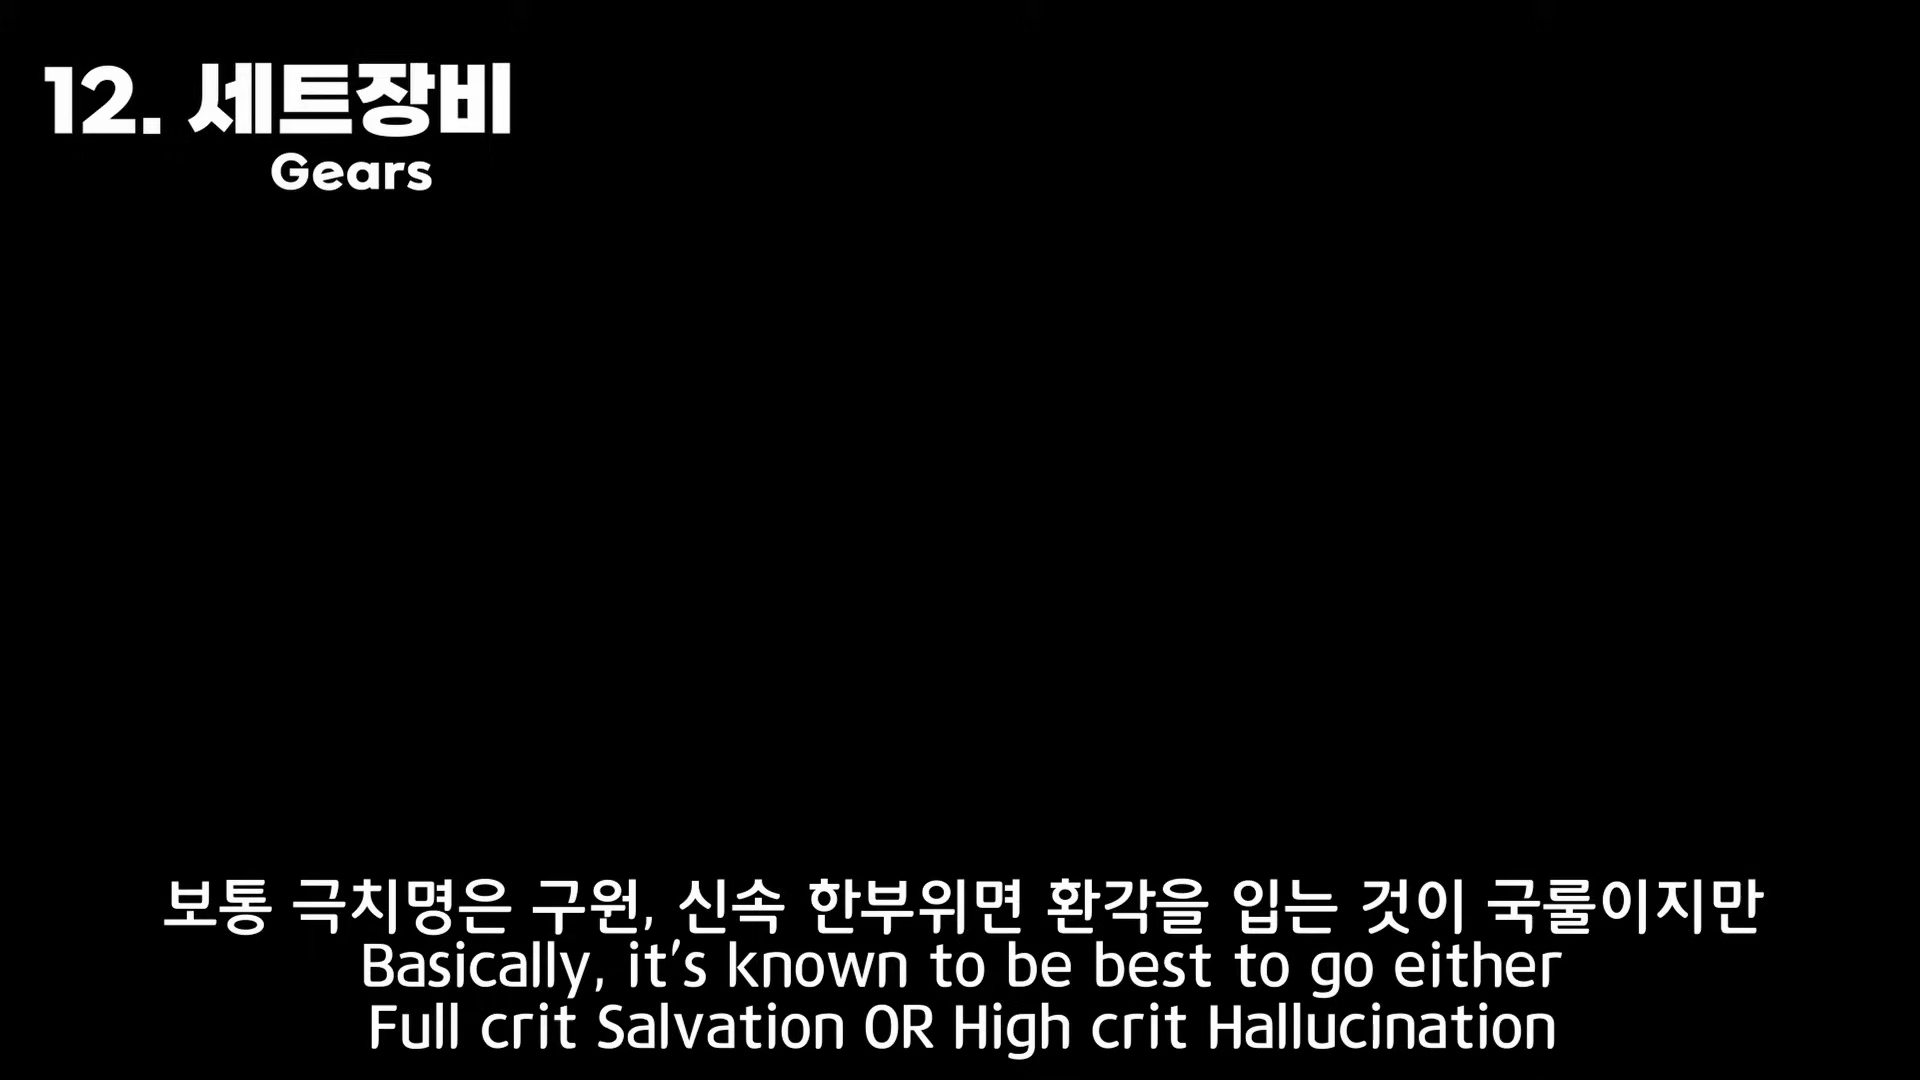 12. 세트장비
Gears
보통 극치명은 구원, 신속 한부위면 환각을 입는 것이 국룰이지만
Basically, it's known to be best to go either
Full crit Salvation OR High crit Hallucination